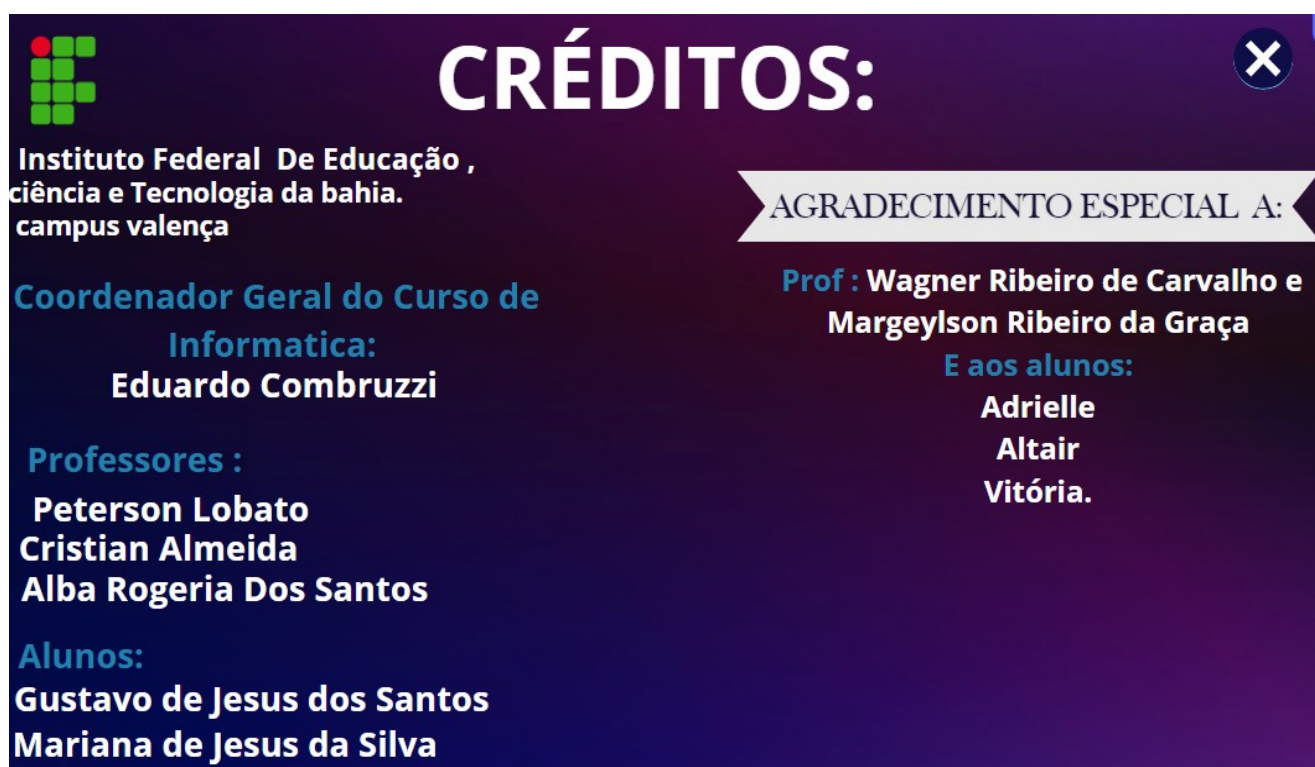 CRÉDITOS:
Instituto Federal De Educação ,
ciência e Tecnologia da bahia.
campus valença
Coordenador Geral do Curso de
Informatica:
Eduardo Combruzzi
Professores :
Peterson Lobato
Cristian Almeida
Alba Rogeria Dos Santos
Alunos:
Gustavo de Jesus dos Santos
Mariana de Jesus da Silva
AGRADECIMENTO ESPECIAL A:
Prof : Wagner Ribeiro de Carvalho e
Margeylson Ribeiro da Graça
E aos alunos:
Adrielle
Altair
Vitória.